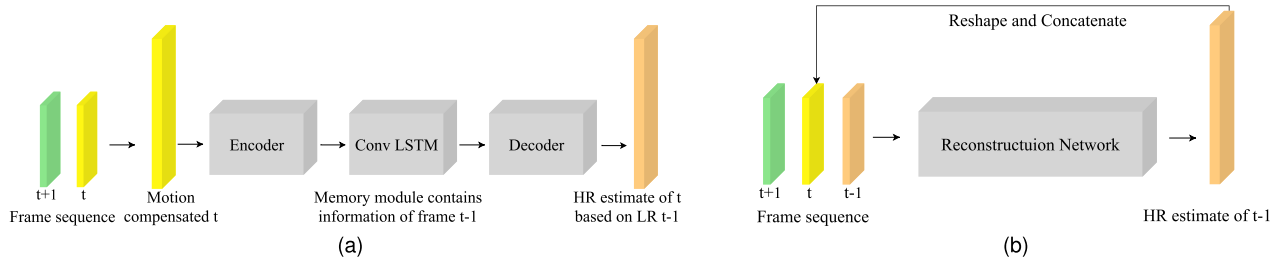 Reshape and Concatenate
Encoder
Conv LSTM
Decoder
Reconstructuion Network
t+1
t
Frame sequence
Motion
compensated t
Memory module contains
information of frame t-1
HR estimate of t
based on LR t-1
(a)
t+1
t
t-1
Frame sequence
HR estimate of t-1
(b)